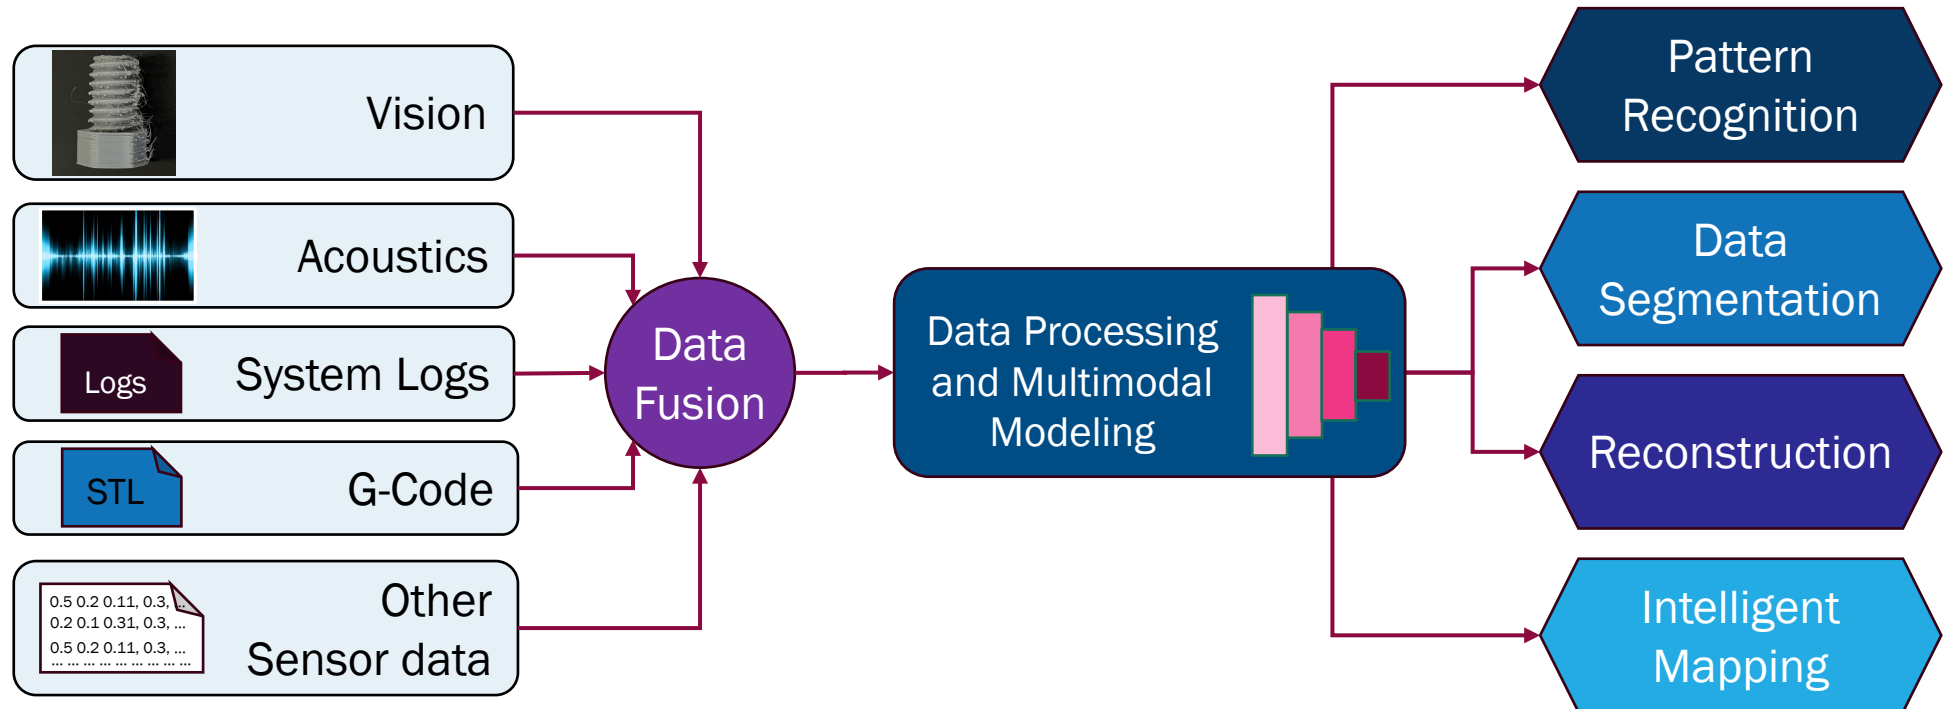 Vision
Acoustics
Logs
System Logs
STL
G-Code
0.5 0.2 0.11, 0.3, ...
0.2 0.1 0.31, 0.3, ...
0.5 0.2 0.11, 0.3, ...
... ... ... ... ... ... ... ... ...
Other
Sensor data
Data
Fusion
Data Processing
and Multimodal
Modeling
Pattern
Recognition
Data
Segmentation
Reconstruction
Intelligent
Mapping